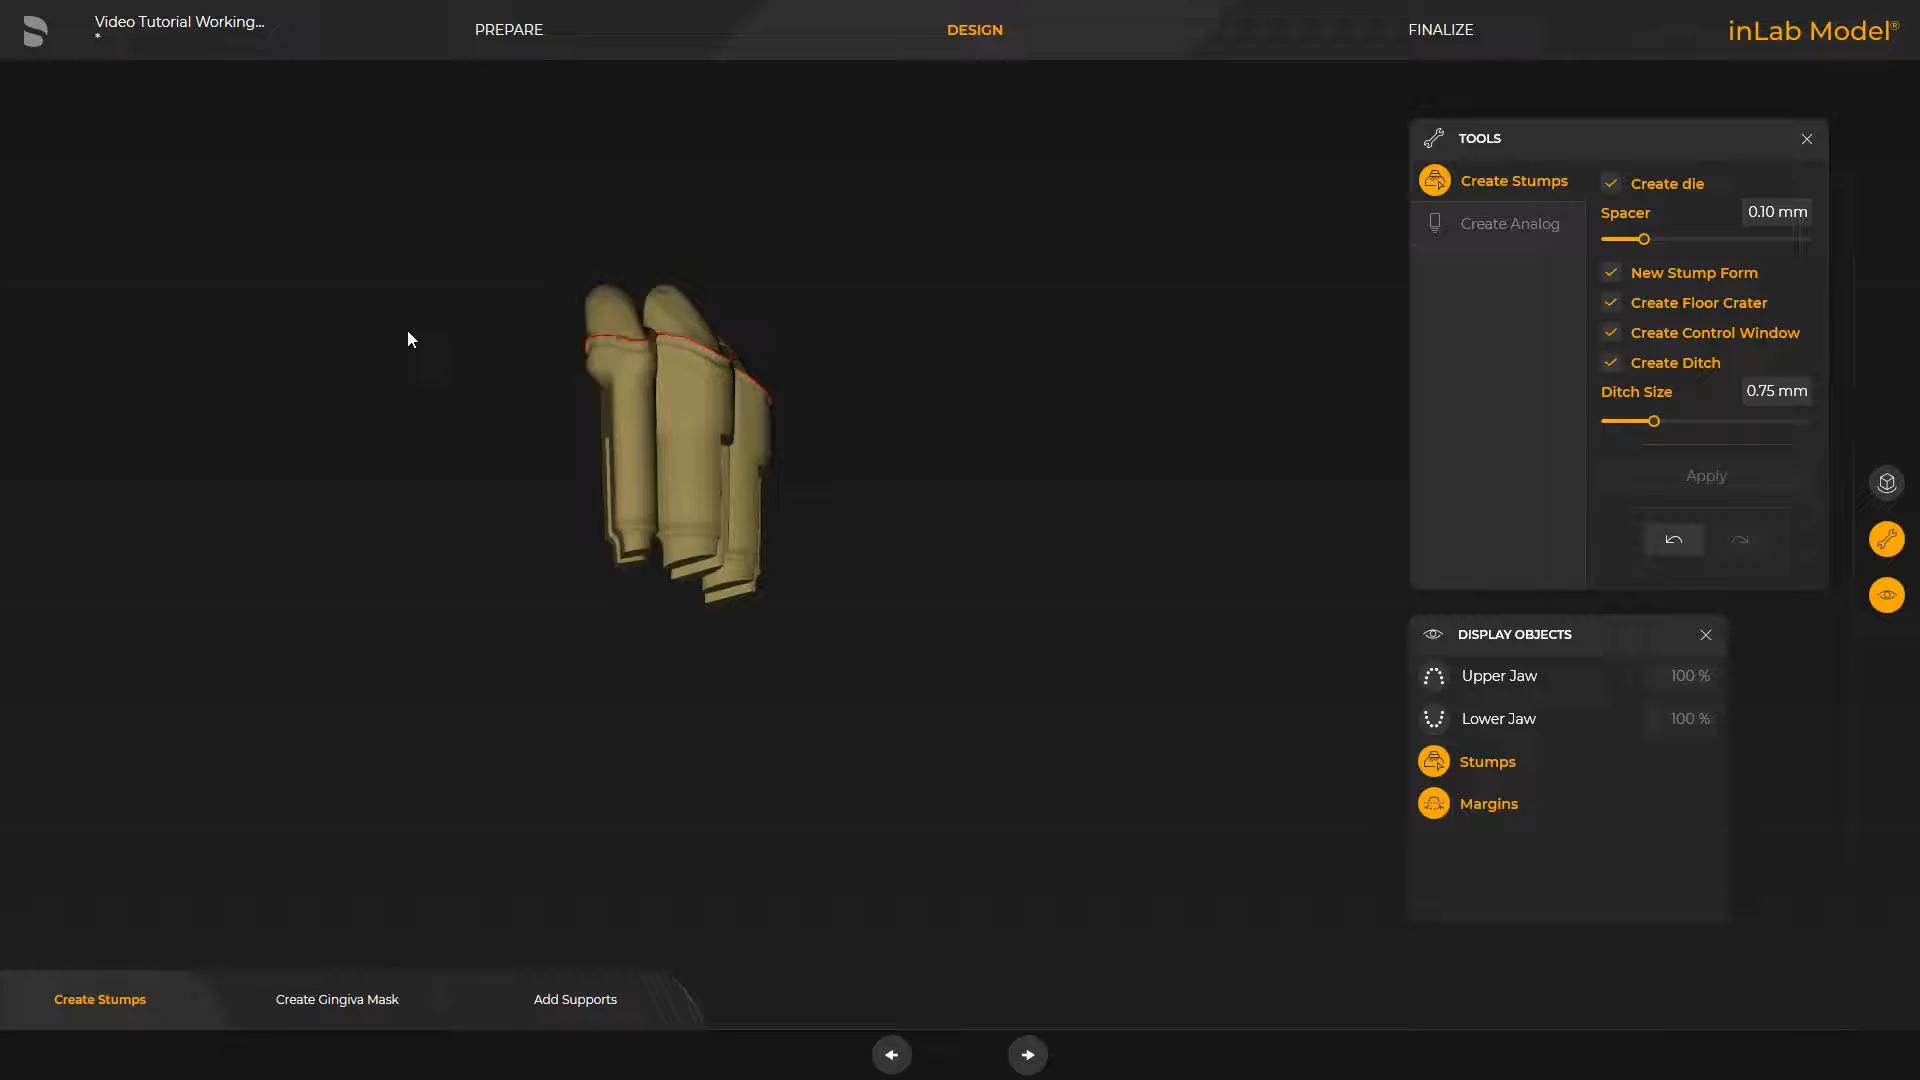 Video Tutorial Working...
*
PREPARE
DESIGN
FINALIZE
inLab Model®
TOOLS
Create Stumps
Create Analog
Create die
Spacer
0.10 mm
New Stump Form
Create Floor Crater
Create Control Window
Create Ditch
Ditch Size
0.75 mm
Apply
DISPLAY OBJECTS
Upper Jaw
100 %
Lower Jaw
100 %
Stumps
Margins
Create Stumps
Create Gingiva Mask
Add Supports